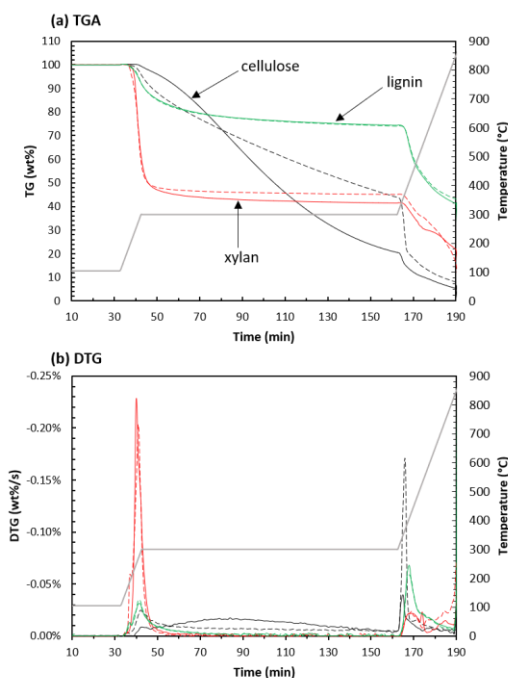 (a) TGA
110
100
90
80
70
60
50
40
30
20
10
0
TG (wt%)
cellulose
lignin
xylan
900
800
700
600
500
400
300
200
100
0
Temperature (°C)
10 30 50 70 90 110 130 150 170 190
Time (min)
(b) DTG
-0.25%
-0.20%
-0.15%
-0.10%
-0.05%
0.00%
DTG (wt%/s)
900
800
700
600
500
400
300
200
100
0
Temperature (°C)
10 30 50 70 90 110 130 150 170 190
Time (min)